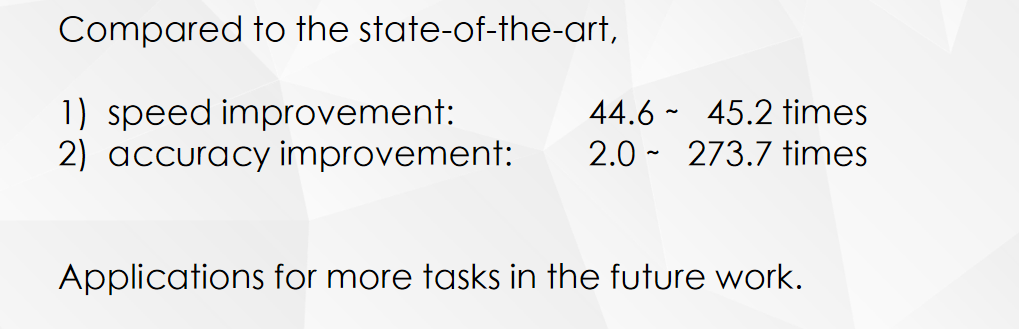 Compared to the state-of-the-art,
1) speed improvement: 44.6 ~ 45.2 times
2) accuracy improvement: 2.0 ~ 273.7 times
Applications for more tasks in the future work.